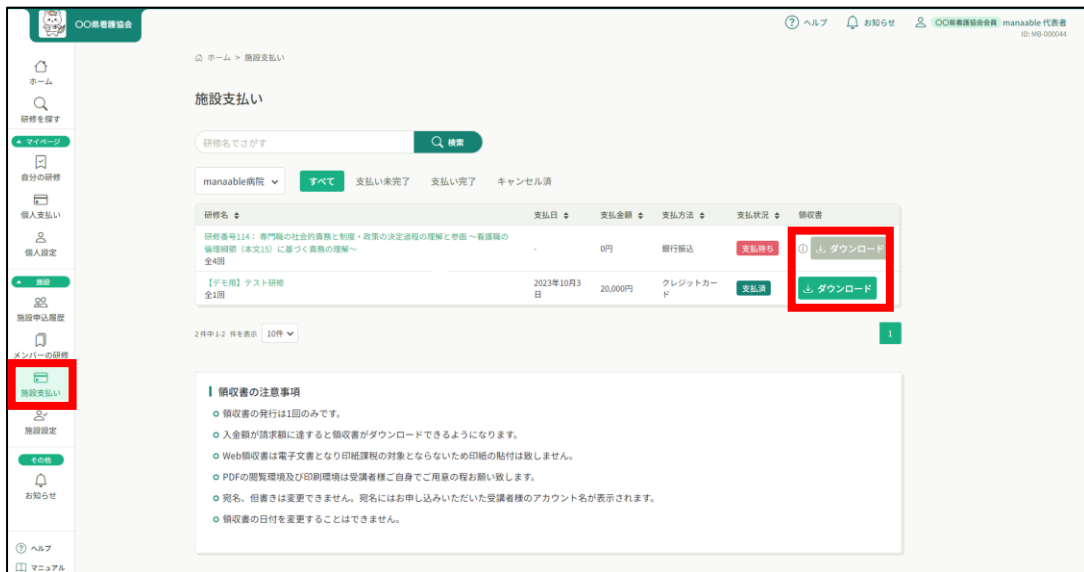 〇〇県看護協会
ヘルプ
お知らせ
〇〇県看護協会会員 manaable 代表者
ID: MB-000044
ホーム
研修を探す
マイページ
自分の研修
個人支払い
個人設定
施設
施設申込履歴
メンバーの研修
施設支払い
施設設定
その他
お知らせ
ヘルプ
マニュアル
ホーム > 施設支払い
施設支払い
研修名でさがす
検索
manaable病院
すべて 支払い未完了 支払い完了 キャンセル済
研修名 支払日 支払金額 支払方法 支払状況 領収書
研修番号114： 専門職の社会的責務と制度・政策の決定過程の理解と参画 ～看護職の
倫理綱領（本文15）に基づく責務の理解～
全4回
- 0円 銀行振込 支払待ち ダウンロード
【デモ用】テスト研修
全1回
2023年10月3
日
20,000円
クレジットカー
ド
支払済
ダウンロード
2件中1-2 件を表示 10件
1
領収書の注意事項
領収書の発行は1回のみです。
入金額が請求額に達すると領収書がダウンロードできるようになります。
Web領収書は電子文書となり印紙課税の対象とならないため印紙の貼付は致しません。
PDFの閲覧環境及び印刷環境は受講者様ご自身でご用意の程お願い致します。
宛名、但書きは変更できません。宛名にはお申し込みいただいた受講者様のアカウント名が表示されます。
領収書の日付を変更することはできません。